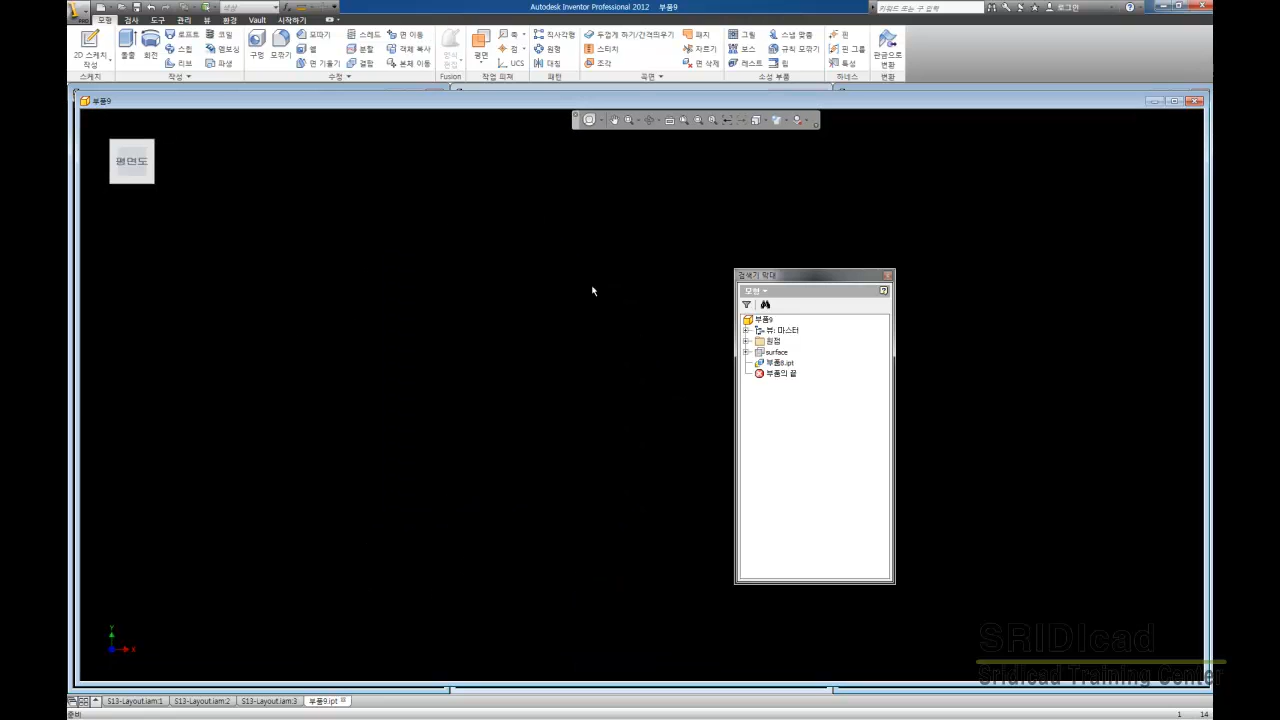 Autodesk Inventor Professional 2012 부품9
키워드 또는 구 입력
로그인
모형 검사 도구 관리 뷰 환경 Vault 시작하기
2D 스케치 작성
돌출 회전
로프트 코일
스윕 엠보싱
리브 파생
구멍 모깎기
모따기 스레드 면 이동
쉘 분할 객체 복사
면 기울기 결합 본체 이동
평면
축
점
UCS
직사각형
원형
대칭
두껍게 하기/간격띄우기 패치
스티치 자르기
조각 면 삭제
그릴 스냅 맞춤
보스 규칙 모깎기
레스트 립
핀
핀 그룹
특성
판금으로 변환
스케치 작성 수정 Fusion 작업 피쳐 패턴 곡면 소성 부품 하네스 변환
부품9
평면도
검색기 막대
모형
부품9
뷰: 마스터
원점
surface
부품8.ipt
부품의 끝
Y
X
SRIDIcad
Sridicad Training Center
S13-Layout.iam:1 S13-Layout.iam:2 S13-Layout.iam:3 부품9.ipt
준비
1 14